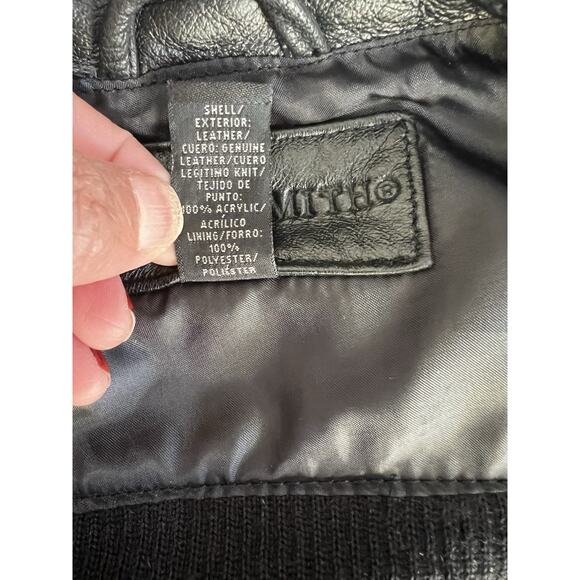 SHELL/
EXTERIOR:
LEATHER/
CUERO: GENUINE
LEATHER/CUERO
LEGITIMO KNIT/
TEJIDO DE
PUNTO:
100% ACRYLIC/
ACRÍLICO
LINING/FORRO:
100%
POLYESTER/
POLIÉSTER
MITH®